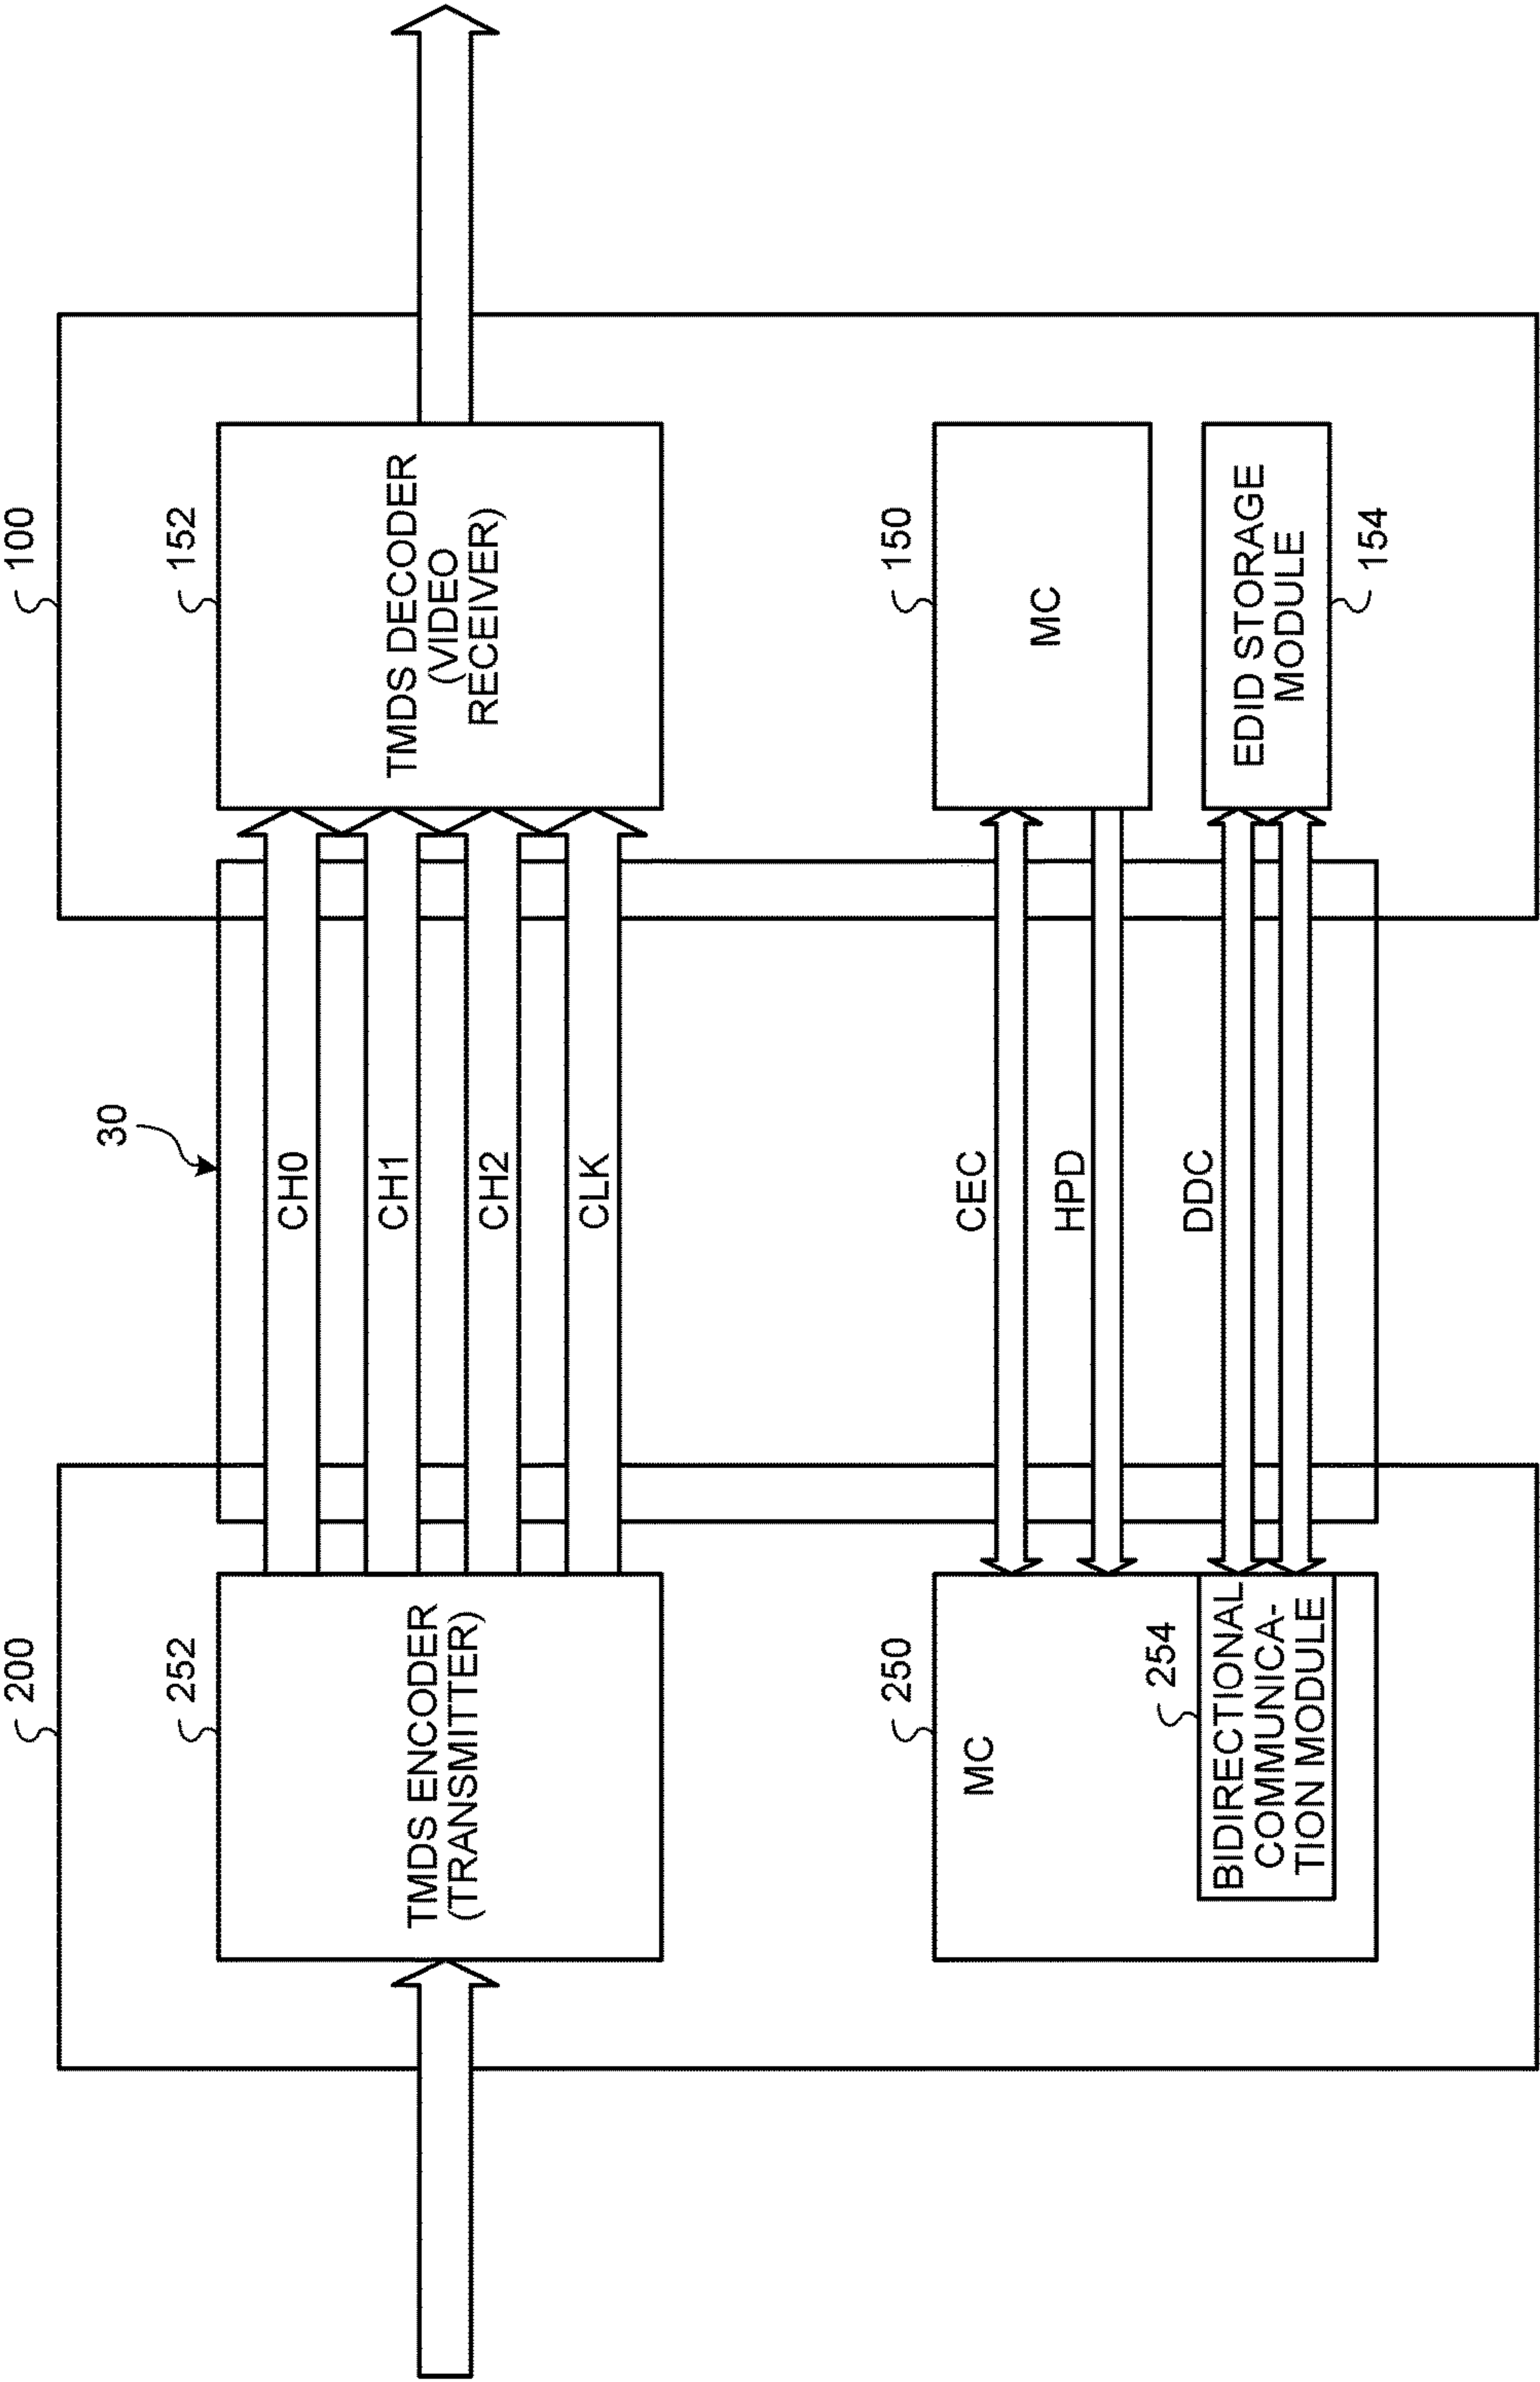 200
252
TMDS ENCODER
(TRANSMITTER)
250
MC
254
BIDIRECTIONAL
COMMUNICA-
TION MODULE
30
CH0
CH1
CH2
CLK
CEC
HPD
DDC
100
152
TMDS DECODER
(VIDEO
RECEIVER)
150
MC
EDID STORAGE
MODULE
154